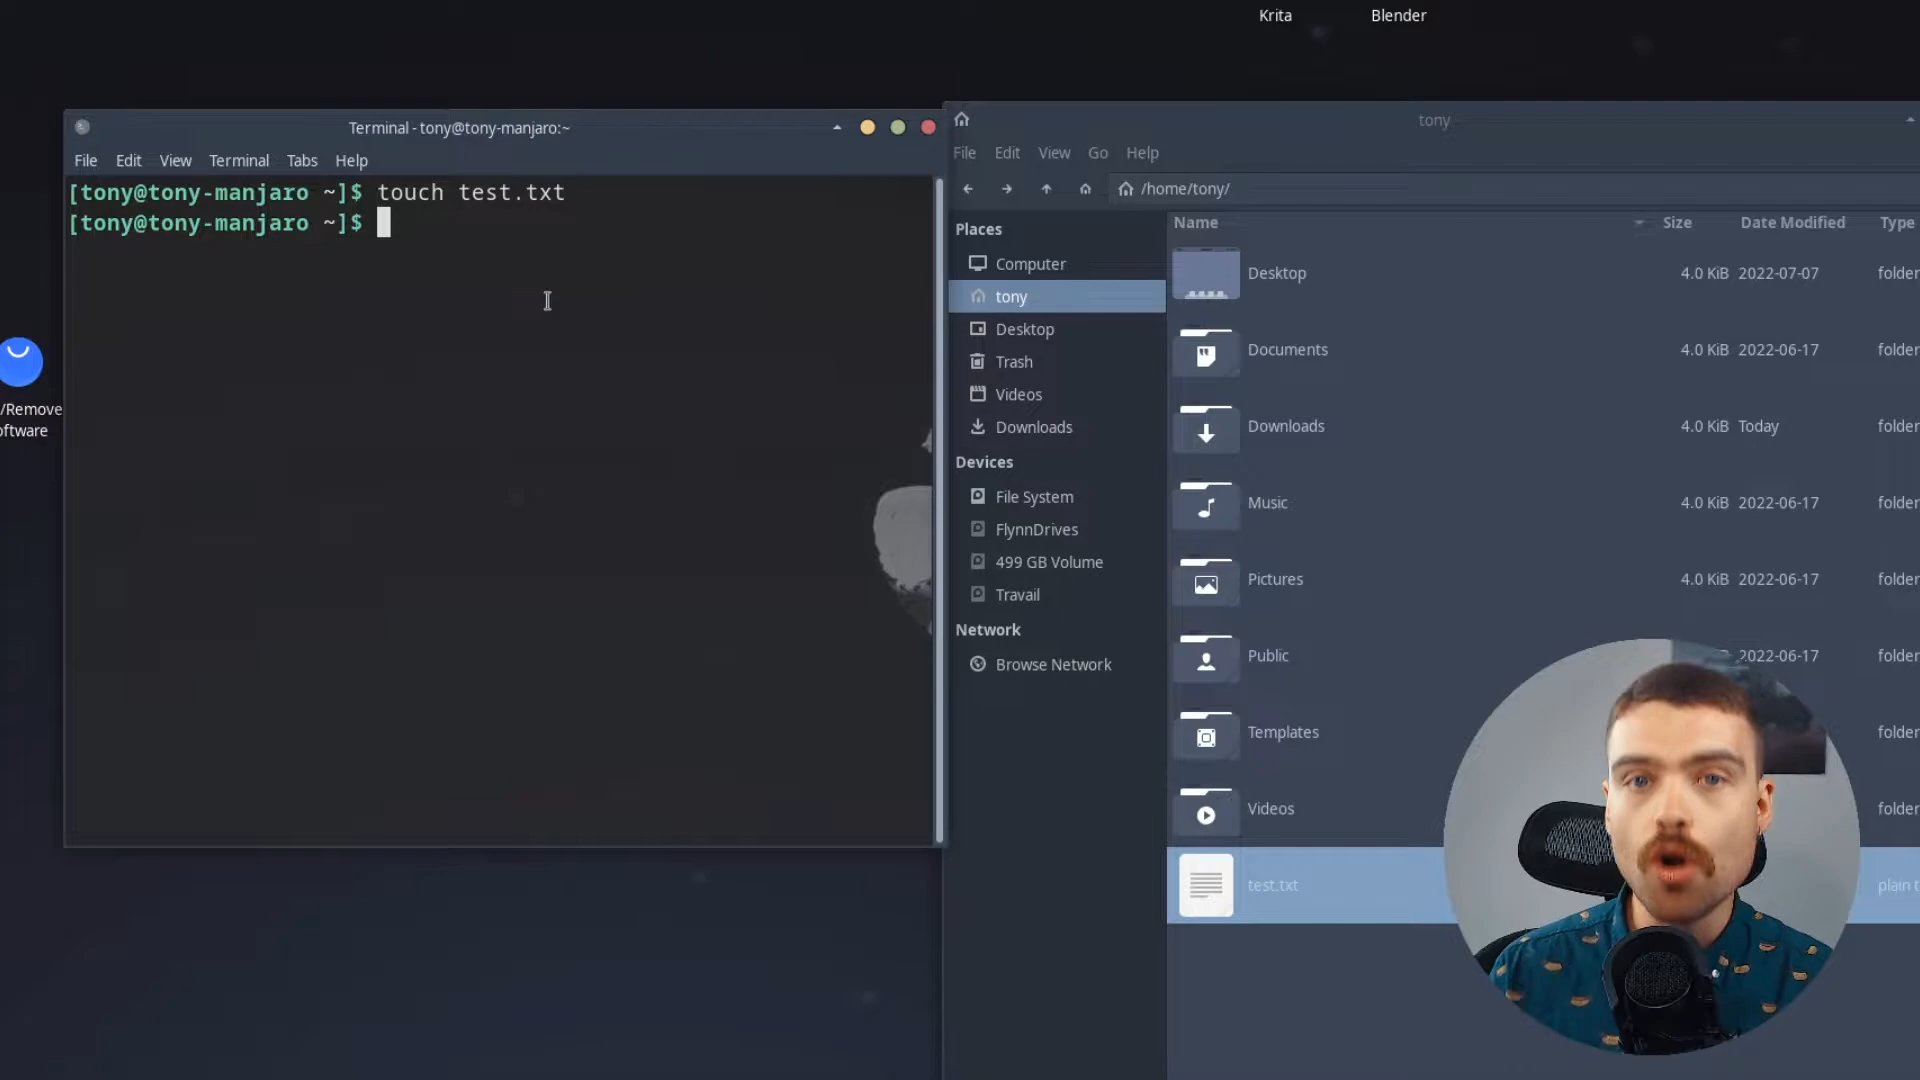 Krita
Blender
/Remove
oftware
Terminal - tony@tony-manjaro:~
File Edit View Terminal Tabs Help
[tony@tony-manjaro ~]$ touch test.txt
[tony@tony-manjaro ~]$
tony
File Edit View Go Help
/home/tony/
Places
Computer
tony
Desktop
Trash
Videos
Downloads
Devices
File System
FlynnDrives
499 GB Volume
Travail
Network
Browse Network
Name Size Date Modified Type
Desktop 4.0 KiB 2022-07-07 folder
Documents 4.0 KiB 2022-06-17 folder
Downloads 4.0 KiB Today folder
Music 4.0 KiB 2022-06-17 folder
Pictures 4.0 KiB 2022-06-17 folder
Public 2022-06-17 folder
Templates folder
Videos folder
test.txt plain t